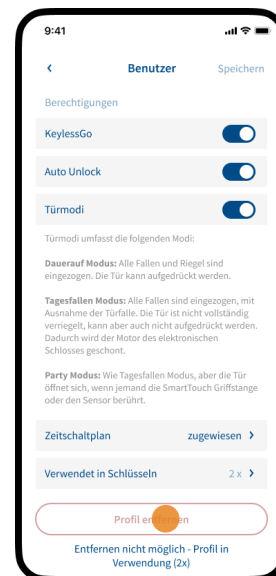 9:41
Benutzer Speichern
Berechtigungen
KeylessGo
Auto Unlock
Türmodi
Türmodi umfasst die folgenden Modi:
Dauerauf Modus: Alle Fallen und Riegel sind
eingezogen. Die Tür kann aufgedrückt werden.
Tagesfallen Modus: Alle Fallen sind eingezogen, mit
Ausnahme der Türfalle. Die Tür ist nicht vollständig
verriegelt, kann aber auch nicht aufgedrückt werden.
Dadurch wird der Motor des elektronischen
Schlosses geschont.
Party Modus: Wie Tagesfallen Modus, aber die Tür
öffnet sich, wenn jemand die SmartTouch Griffstange
oder den Sensor berührt.
Zeitschaltplan zugewiesen
Verwendet in Schlüsseln 2 x
Profil entfernen
Entfernen nicht möglich - Profil in
Verwendung (2x)